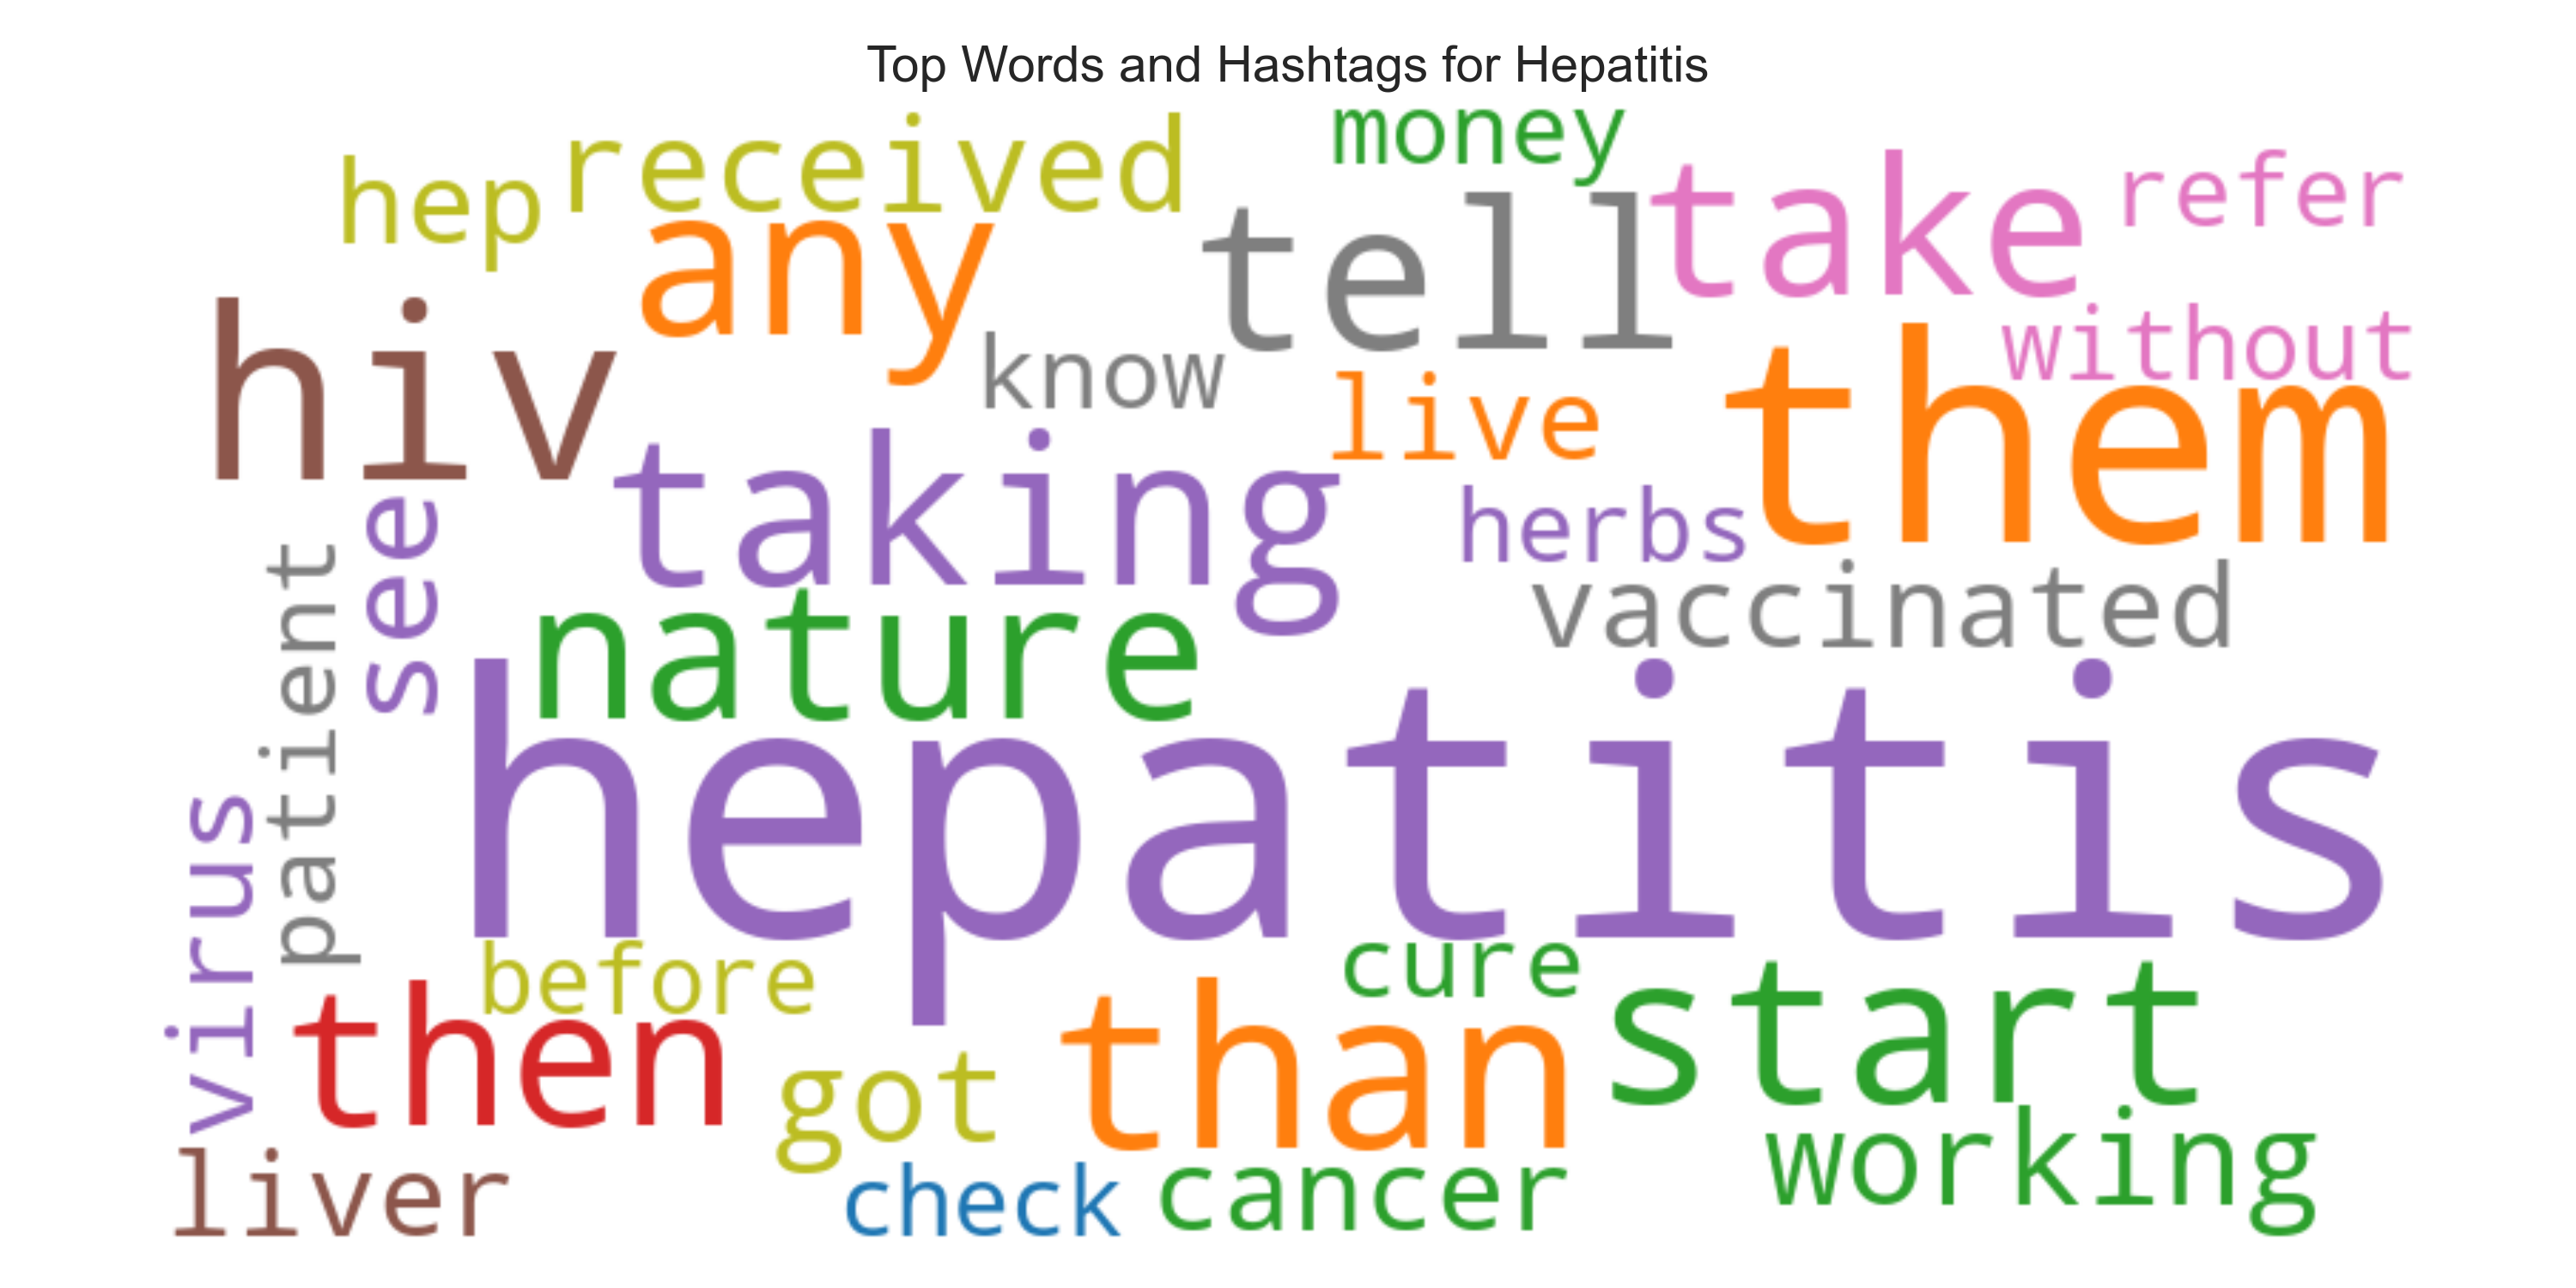 Top Words and Hashtags for Hepatitis
money
received
hep
take
refer
any
tell
hiv
without
know
them
live
taking
see
herbs
patient
vaccinated
nature
hepatitis
virus
before
cure
then
than
start
got
working
liver
check
cancer